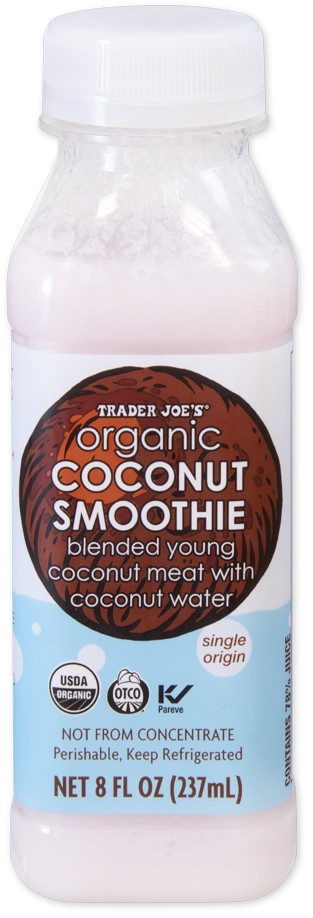 TRADER JOE'S®
organic
COCONUT
SMOOTHIE
blended young
coconut meat with
coconut water
single
origin
USDA
ORGANIC
OTCO
Pareve
NOT FROM CONCENTRATE
Perishable, Keep Refrigerated
NET 8 FL OZ (237mL)
CONTAINS 78% JUICE